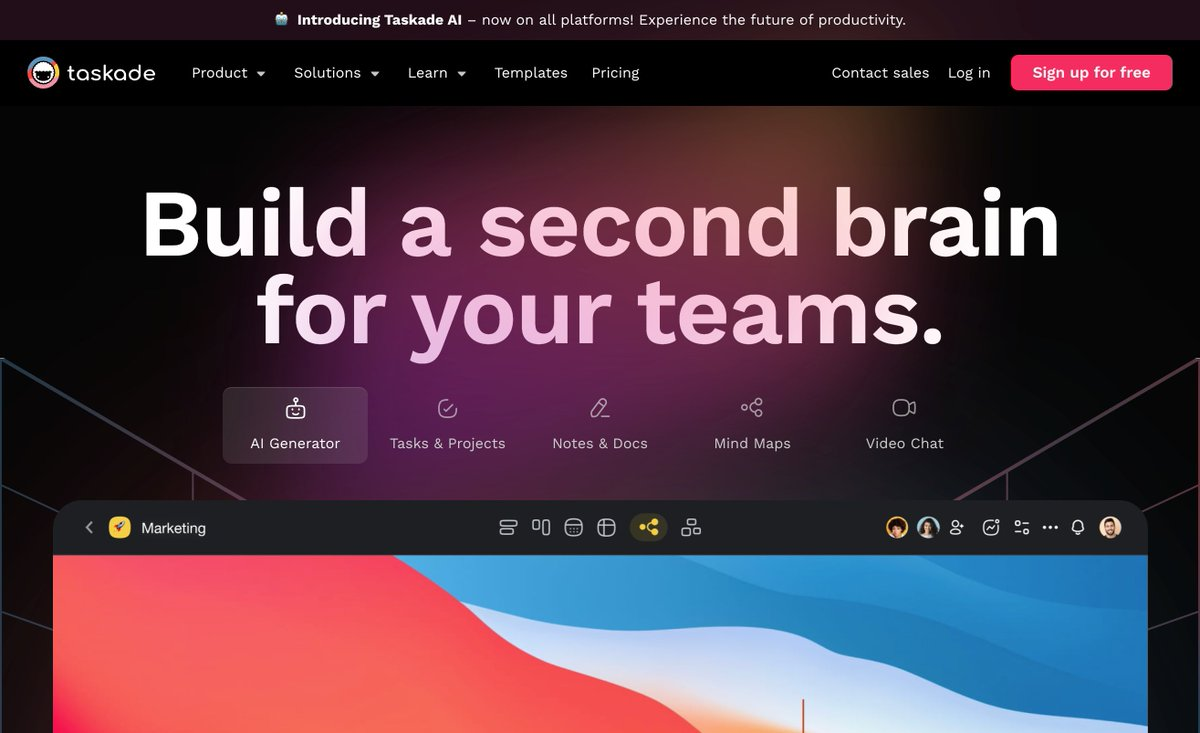 Introducing Taskade AI – now on all platforms! Experience the future of productivity.
taskade
Product
Solutions
Learn
Templates
Pricing
Contact sales
Log in
Sign up for free
Build a second brain
for your teams.
AI Generator
Tasks & Projects
Notes & Docs
Mind Maps
Video Chat
Marketing